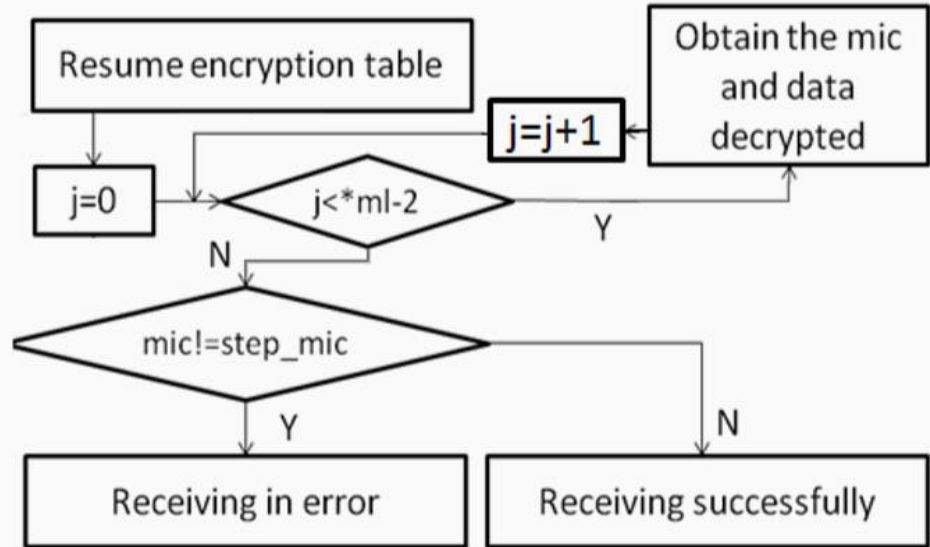 Resume encryption table
Obtain the mic
and data
decrypted
j=j+1
j=0
j<*ml-2
Y
N
mic!=step_mic
Y
N
Receiving in error
Receiving successfully